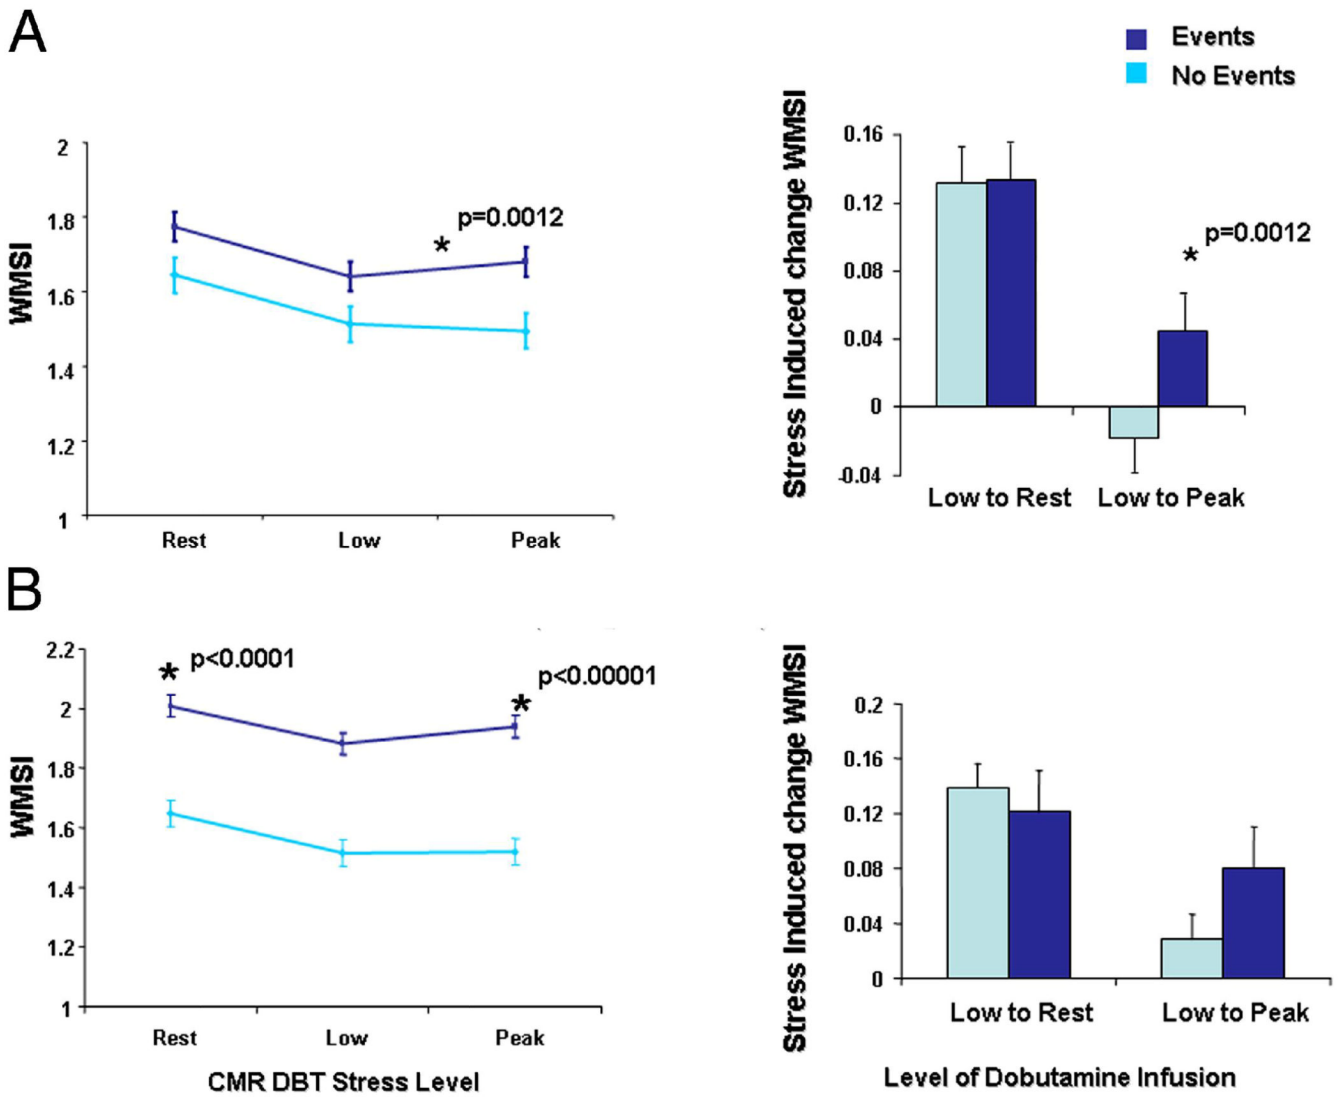 A
Events
No Events
WMSI
2
1.8
1.6
1.4
1.2
1
p=0.0012
*
Rest
Low
Peak
Stress Induced change WMSI
0.16
0.12
0.08
0.04
0
-0.04
p=0.0012
*
Low to Rest
Low to Peak
B
WMSI
2.2
2
1.8
1.6
1.4
1.2
1
* p<0.0001
p<0.00001
*
Rest
Low
Peak
CMR DBT Stress Level
Stress Induced change WMSI
0.2
0.16
0.12
0.08
0.04
0
Low to Rest
Low to Peak
Level of Dobutamine Infusion